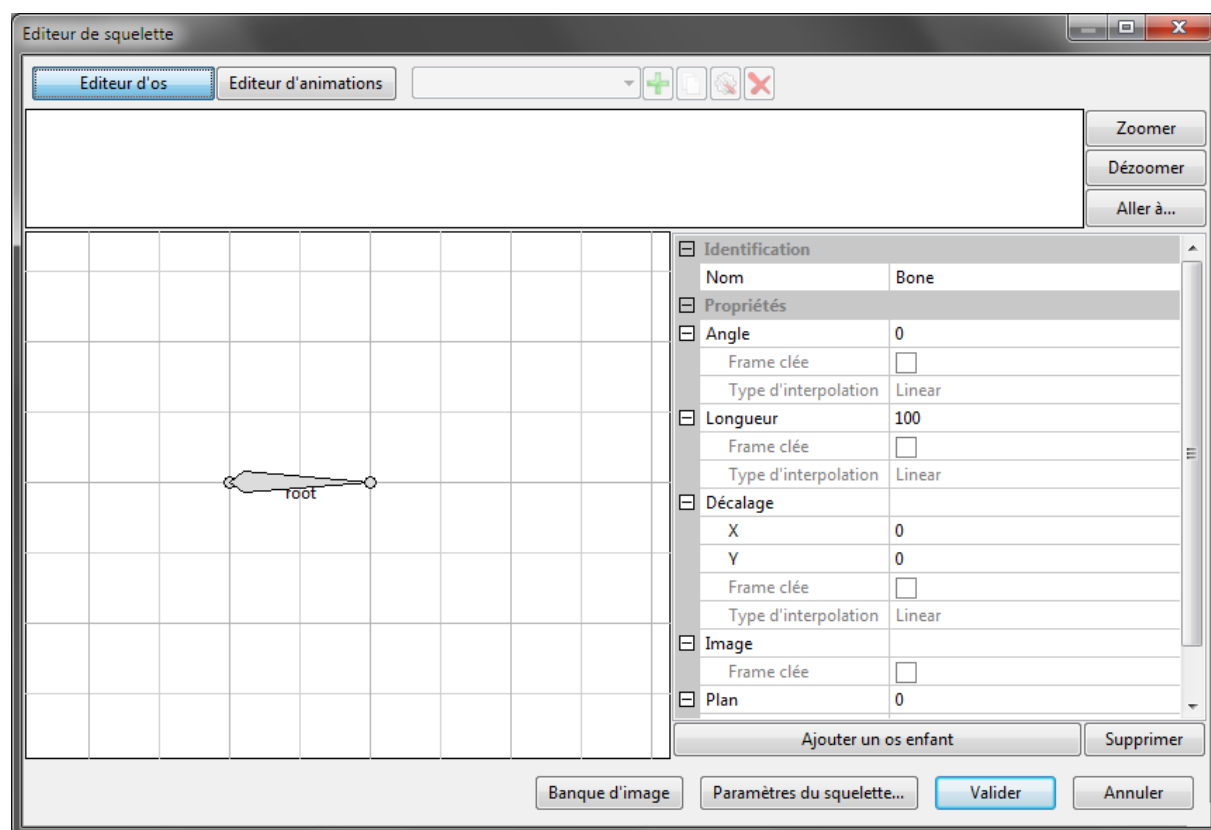 Editeur de squelette
Editeur d'os
Editeur d'animations
Zoomer
Dézoomer
Aller à...
Identification
Nom Bone
Propriétés
Angle 0
Frame clée
Type d'interpolation Linear
Longueur 100
Frame clée
Type d'interpolation Linear
Décalage
X 0
Y 0
Frame clée
Type d'interpolation Linear
Image
Frame clée
Plan 0
root
Ajouter un os enfant
Supprimer
Banque d'image
Paramètres du squelette...
Valider
Annuler